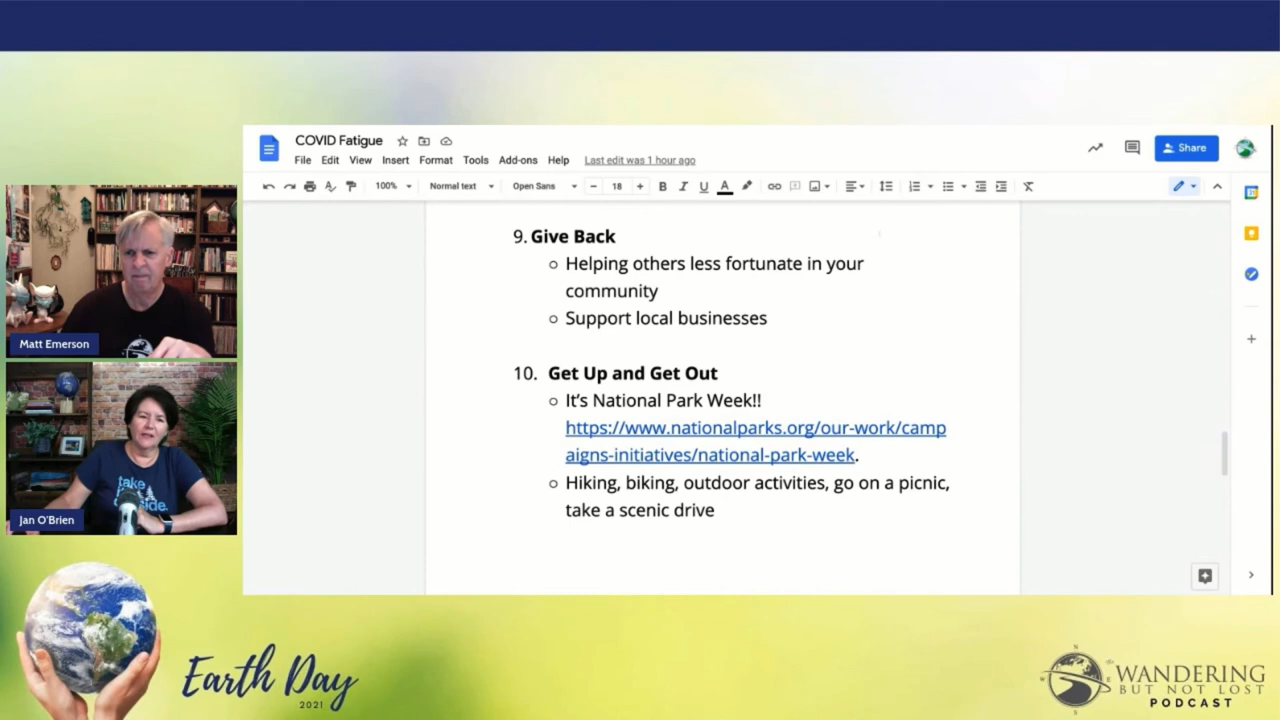 COVID Fatigue
File Edit View Insert Format Tools Add-ons Help Last edit was 1 hour ago
Share
100% Normal text Open Sans − 18 + B I U A
9. Give Back
Helping others less fortunate in your
community
Support local businesses
10. Get Up and Get Out
It's National Park Week!!
https://www.nationalparks.org/our-work/camp
aigns-initiatives/national-park-week.
Hiking, biking, outdoor activities, go on a picnic,
take a scenic drive
Matt Emerson
take
side.
Jan O'Brien
Earth Day
2021
N
the
WANDERING
BUT NOT LOST
PODCAST